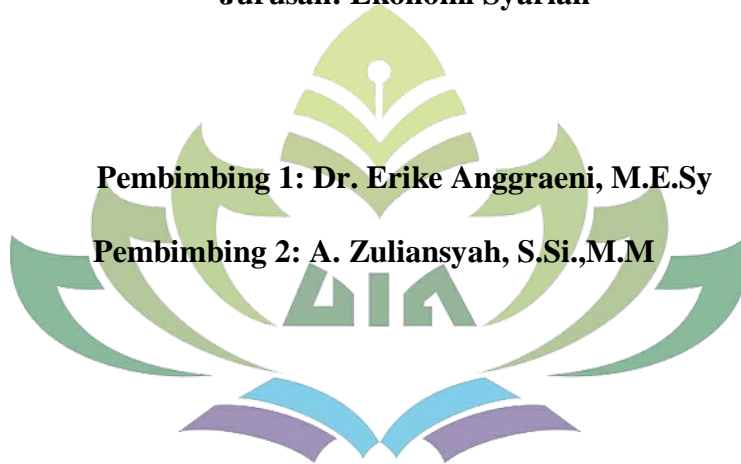 Jurusan: Ekonomi Syariah
Pembimbing 1: Dr. Erike Anggraeni, M.E.Sy
Pembimbing 2: A. Zuliansyah, S.Si.,M.M
UIN